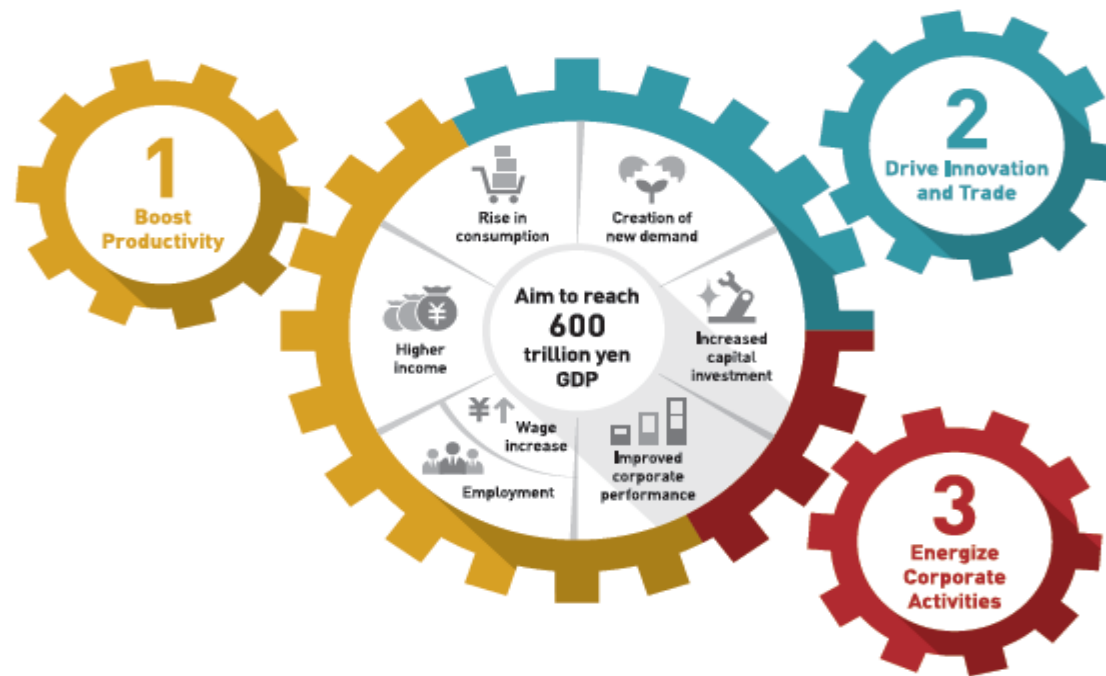 1
Boost
Productivity
2
Drive Innovation
and Trade
Rise in
consumption
Creation of
new demand
Increased
capital
investment
Improved
corporate
performance
¥
Wage
increase
Employment
¥
Higher
income
Aim to reach
600
trillion yen
GDP
3
Energize
Corporate
Activities